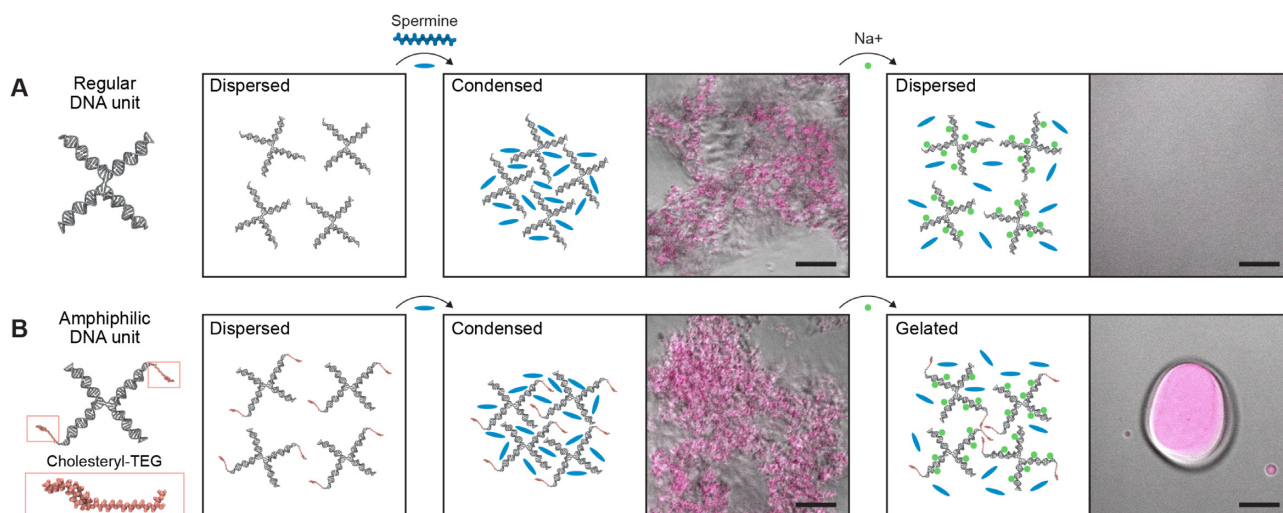 Spermine
Na+
A
Regular
DNA unit
Dispersed
Condensed
Dispersed
B
Amphiphilic
DNA unit
Dispersed
Condensed
Gelated
Cholesteryl-TEG